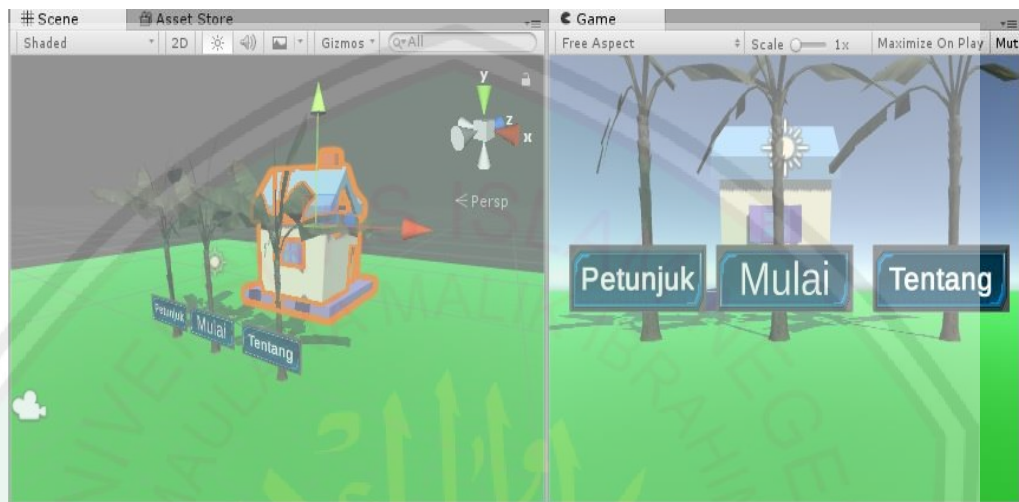 Scene
Asset Store
Shaded
2D
Gizmos
All
y
z
x
Persp
Petunjuk
Mulai
Tentang
Game
Free Aspect
Scale
1x
Maximize On Play
Mut
Petunjuk
Mulai
Tentang